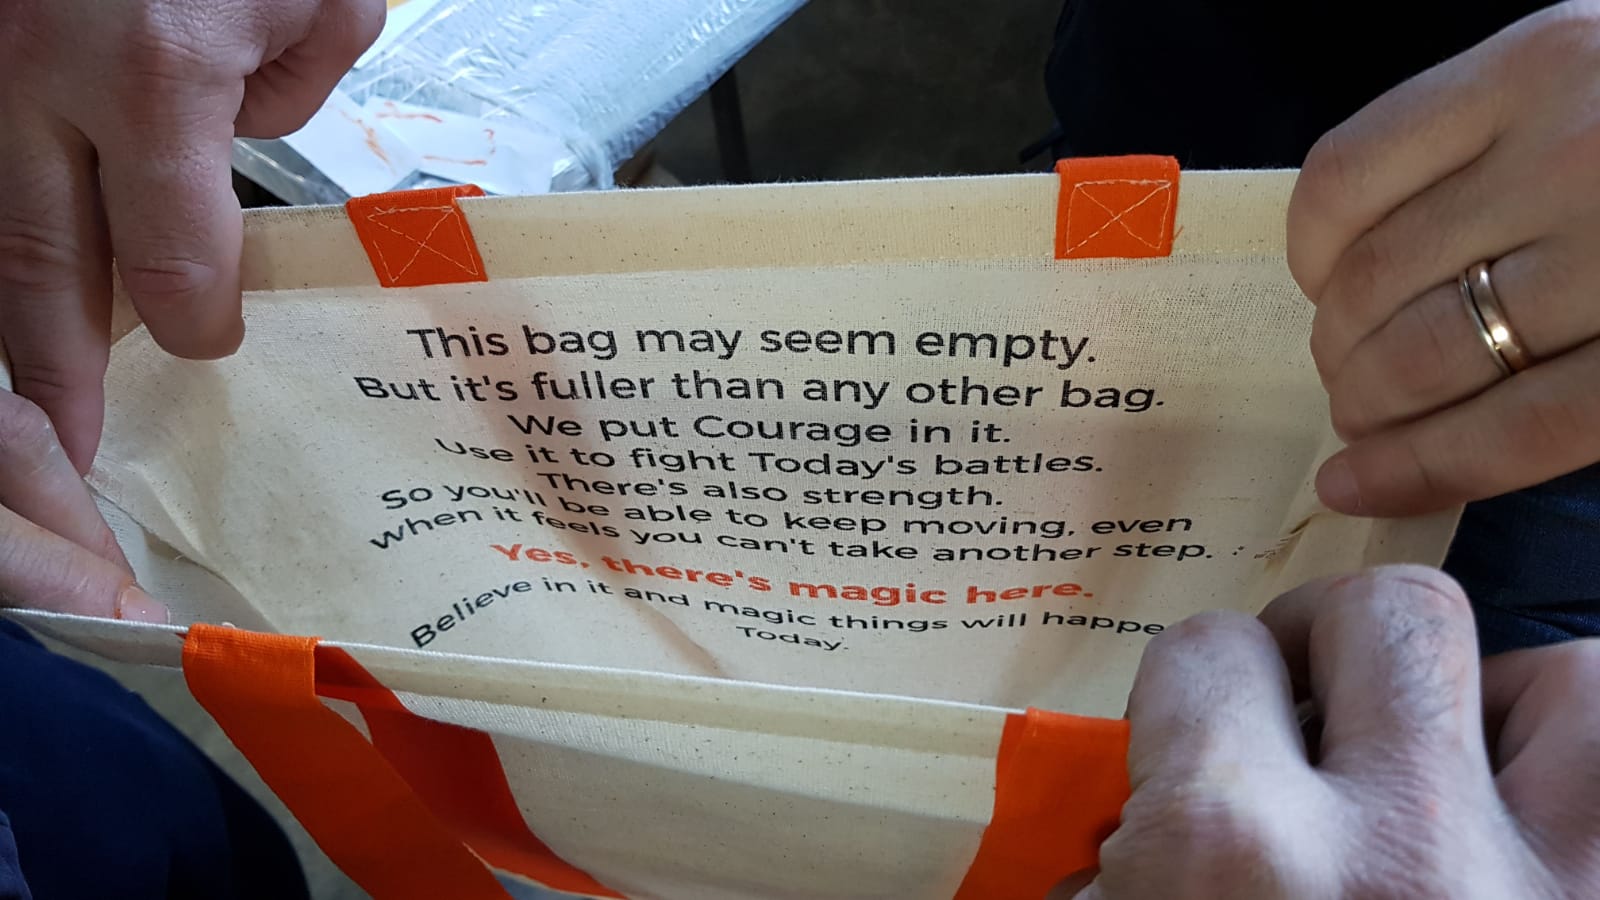 This bag may seem empty.
But it's fuller than any other bag.
We put Courage in it.
Use it to fight Today's battles.
There's also strength.
So you'll be able to keep moving, even
when it feels you can't take another step.
Yes, there's magic here.
Believe in it and magic things will happe
Today.